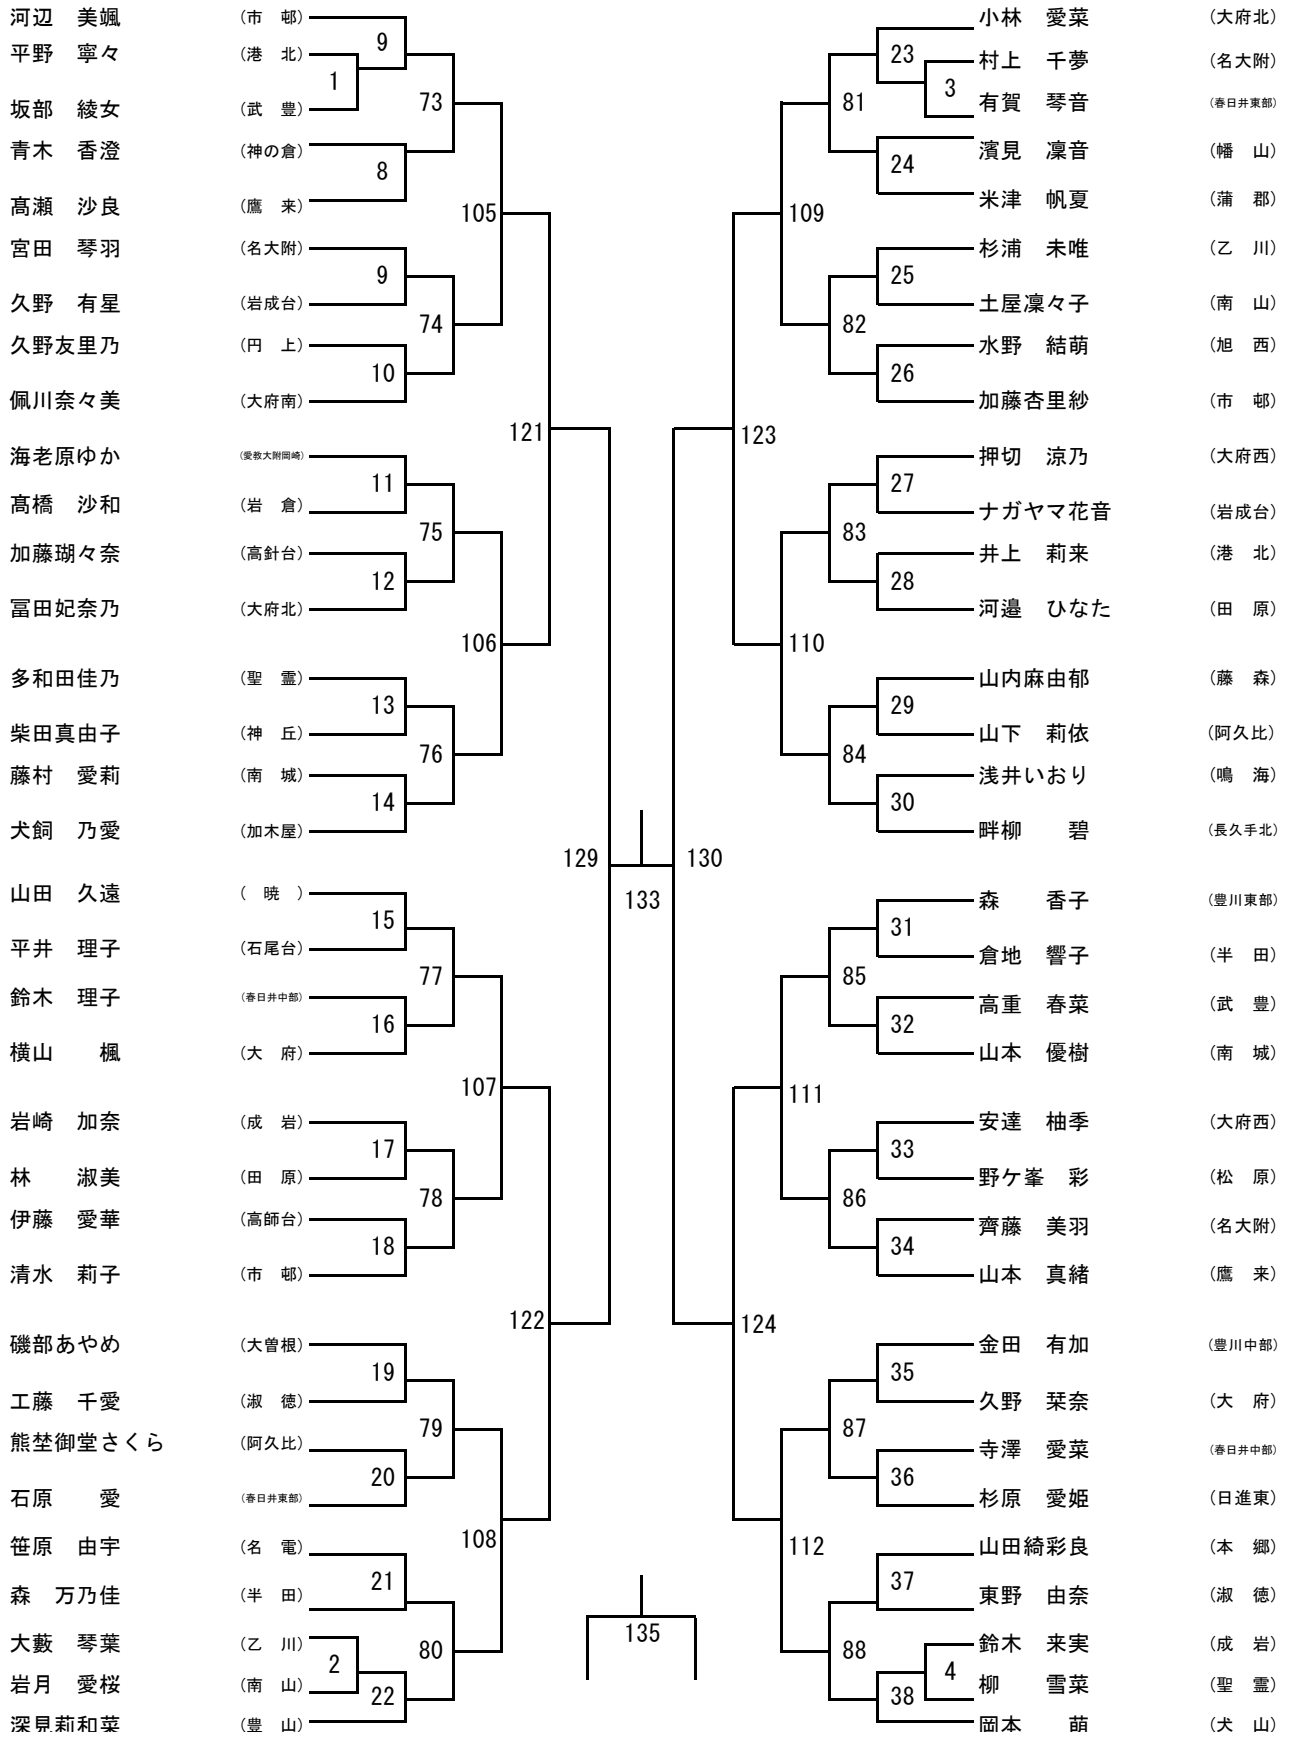 河辺　美颯 (市　邨)
9
平野　寧々 (港　北)
1
坂部　綾女 (武　豊)
73
青木　香澄 (神の倉)
8
髙瀬　沙良 (鷹　来)
105
宮田　琴羽 (名大附)
9
久野　有星 (岩成台)
74
久野友里乃 (円　上)
10
佩川奈々美 (大府南)
121
海老原ゆか (愛教大附岡崎)
11
髙橋　沙和 (岩　倉)
75
加藤瑚々奈 (高針台)
12
冨田妃奈乃 (大府北)
106
多和田佳乃 (聖　霊)
13
柴田真由子 (神　丘)
76
藤村　愛莉 (南　城)
14
犬飼　乃愛 (加木屋)
129
山田　久遠 (　暁　)
15
平井　理子 (石尾台)
77
鈴木　理子 (春日井中部)
16
横山　　楓 (大　府)
107
岩崎　加奈 (成　岩)
17
林　　淑美 (田　原)
78
伊藤　愛華 (高師台)
18
清水　莉子 (市　邨)
122
磯部あやめ (大曽根)
19
工藤　千愛 (淑　徳)
79
熊埜御堂さくら (阿久比)
20
石原　　愛 (春日井東部)
108
笹原　由宇 (名　電)
21
森　万乃佳 (半　田)
80
大藪　琴葉 (乙　川)
2
岩月　愛桜 (南　山)
22
深見莉和菜 (豊　山)
133
135
小林　愛菜 (大府北)
23
村上　千夢 (名大附)
3
有賀　琴音 (春日井東部)
81
濱見　凜音 (幡　山)
24
米津　帆夏 (蒲　郡)
109
杉浦　未唯 (乙　川)
25
土屋凜々子 (南　山)
82
水野　結萌 (旭　西)
26
加藤杏里紗 (市　邨)
123
押切　涼乃 (大府西)
27
ナガヤマ花音 (岩成台)
83
井上　莉来 (港　北)
28
河邉　ひなた (田　原)
110
山内麻由郁 (藤　森)
29
山下　莉依 (阿久比)
84
浅井いおり (鳴　海)
30
畔柳　　碧 (長久手北)
130
森　　香子 (豊川東部)
31
倉地　響子 (半　田)
85
高重　春菜 (武　豊)
32
山本　優樹 (南　城)
111
安達　柚季 (大府西)
33
野ケ峯　彩 (松　原)
86
齊藤　美羽 (名大附)
34
山本　真緒 (鷹　来)
124
金田　有加 (豊川中部)
35
久野　栞奈 (大　府)
87
寺澤　愛菜 (春日井中部)
36
杉原　愛姫 (日進東)
112
山田綺彩良 (本　郷)
37
東野　由奈 (淑　徳)
88
鈴木　来実 (成　岩)
4
柳　　雪菜 (聖　霊)
38
岡本　　萌 (犬　山)